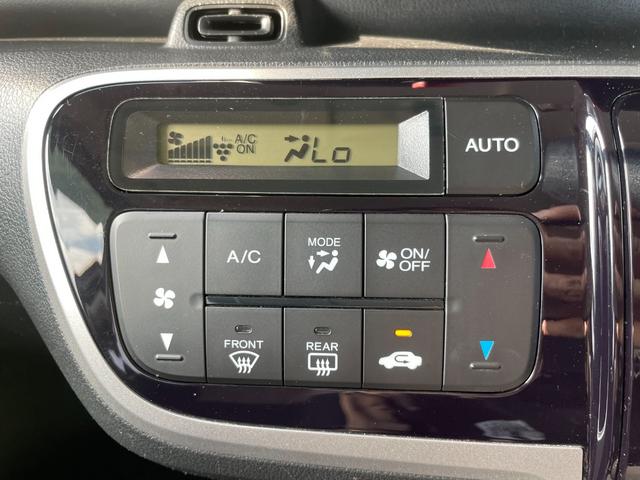 A/C
ON
Lo
AUTO
A/C
MODE
ON/
OFF
FRONT
REAR